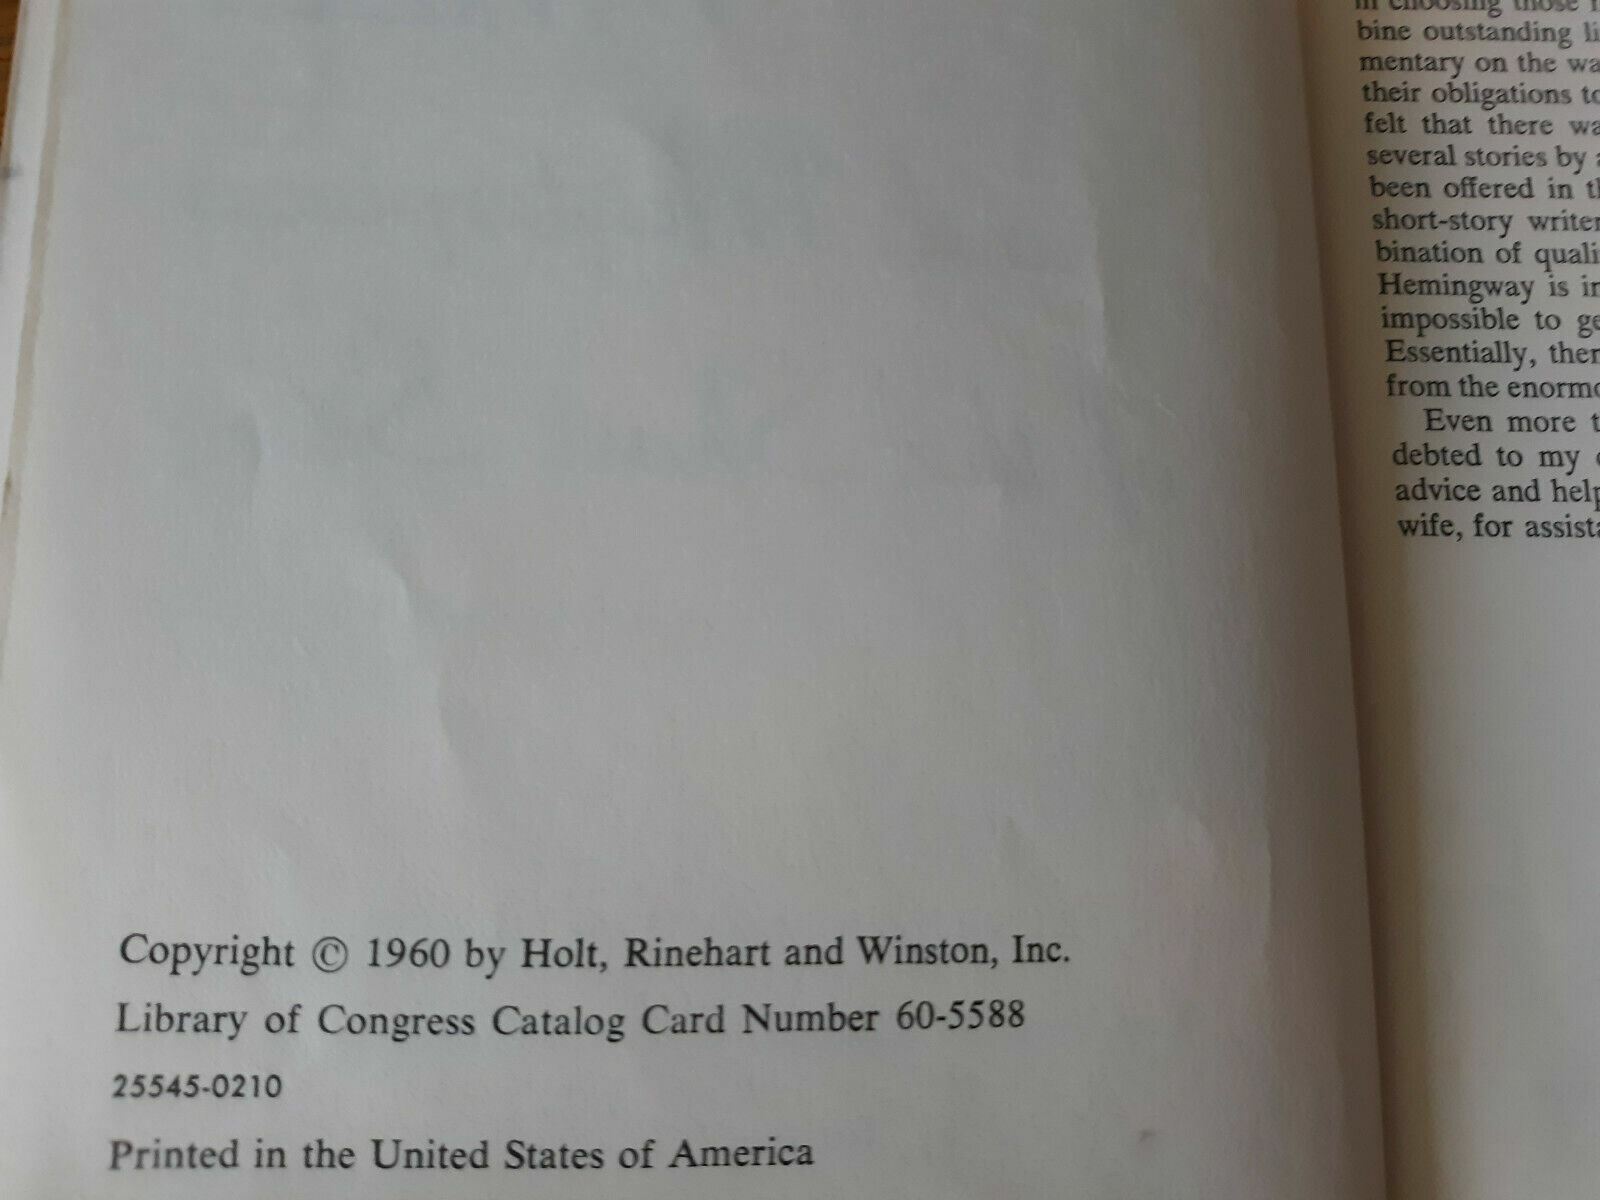 Copyright © 1960 by Holt, Rinehart and Winston, Inc.
Library of Congress Catalog Card Number 60-5588
25545-0210
Printed in the United States of America
in choosing those
bine outstanding
mentary on the
their obligations
felt that there
several stories by
been offered in
short-story
bination of
Hemingway is
impossible to
Essentially,
from the
Even more
debted to my
advice and
wife, for